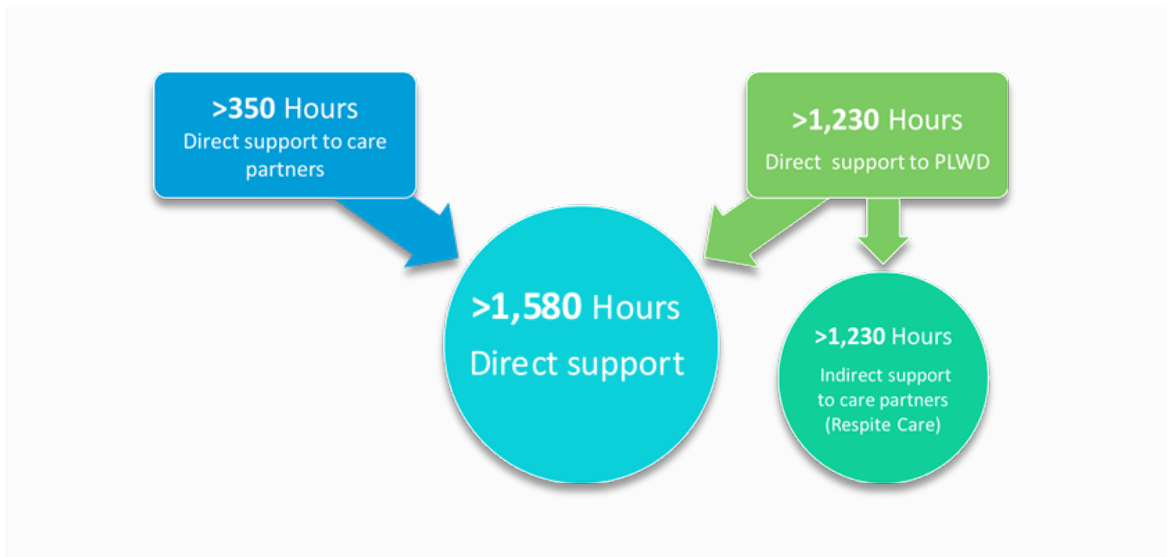 >350 Hours
Direct support to care
partners
>1,230 Hours
Direct support to PLWD
>1,580 Hours
Direct support
>1,230 Hours
Indirect support
to care partners
(Respite Care)